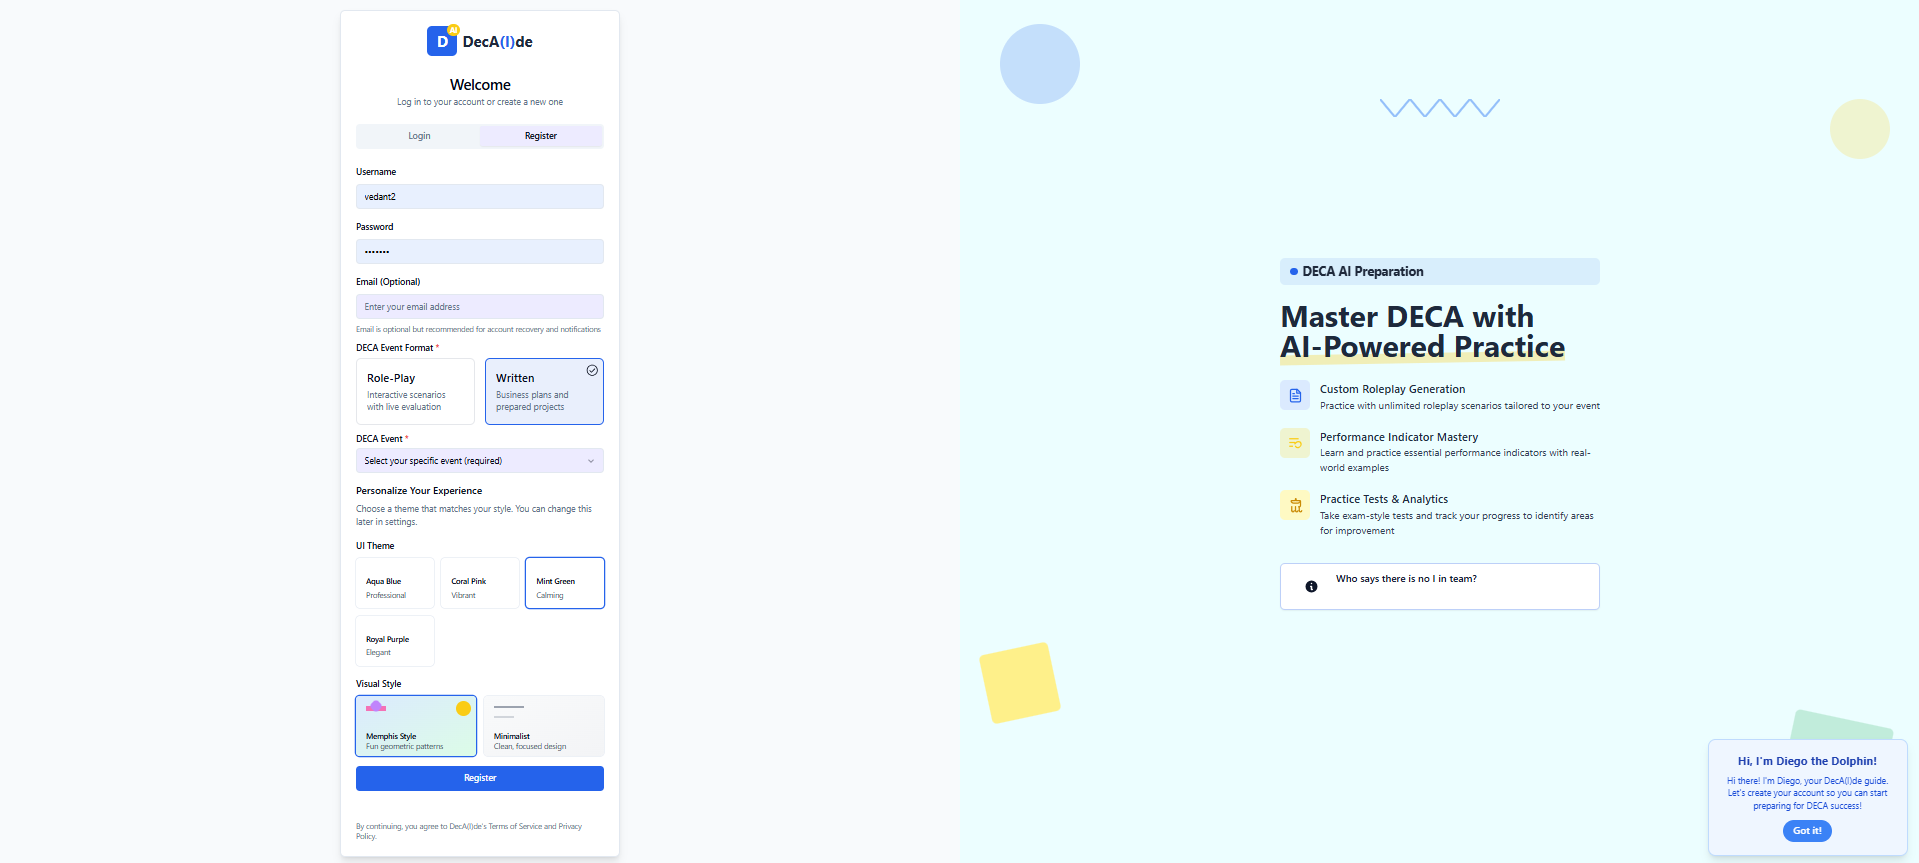 D
AI
DecA(I)de
Welcome
Log in to your account or create a new one
Login
Register
Username
vedant2
Password
•••••••
Email (Optional)
Enter your email address
Email is optional but recommended for account recovery and notifications
DECA Event Format *
Role-Play
Interactive scenarios
with live evaluation
Written
Business plans and
prepared projects
DECA Event *
Select your specific event (required)
Personalize Your Experience
Choose a theme that matches your style. You can change this
later in settings.
UI Theme
Aqua Blue
Professional
Coral Pink
Vibrant
Mint Green
Calming
Royal Purple
Elegant
Visual Style
Memphis Style
Fun geometric patterns
Minimalist
Clean, focused design
Register
By continuing, you agree to DecA(I)de's Terms of Service and Privacy
Policy.
DECA AI Preparation
Master DECA with
AI-Powered Practice
Custom Roleplay Generation
Practice with unlimited roleplay scenarios tailored to your event
Performance Indicator Mastery
Learn and practice essential performance indicators with real-
world examples
Practice Tests & Analytics
Take exam-style tests and track your progress to identify areas
for improvement
Who says there is no I in team?
Hi, I'm Diego the Dolphin!
Hi there! I'm Diego, your DecA(I)de guide.
Let's create your account so you can start
preparing for DECA success!
Got it!